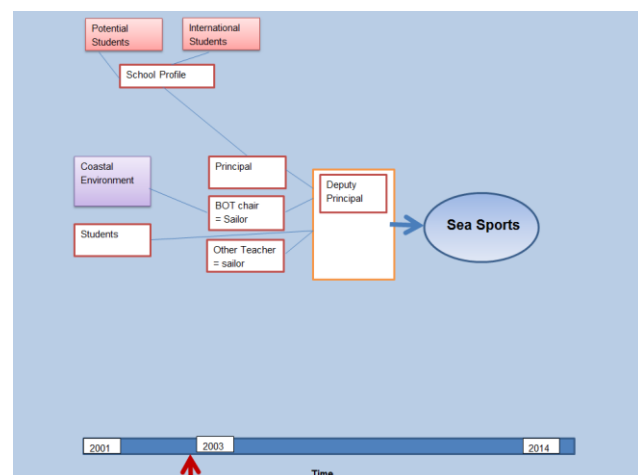 Potential
Students
International
Students
School Profile
Coastal
Environment
Principal
Deputy
Principal
BOT chair
= Sailor
Sea Sports
Students
Other Teacher
= sailor
2001
2003
2014
Time